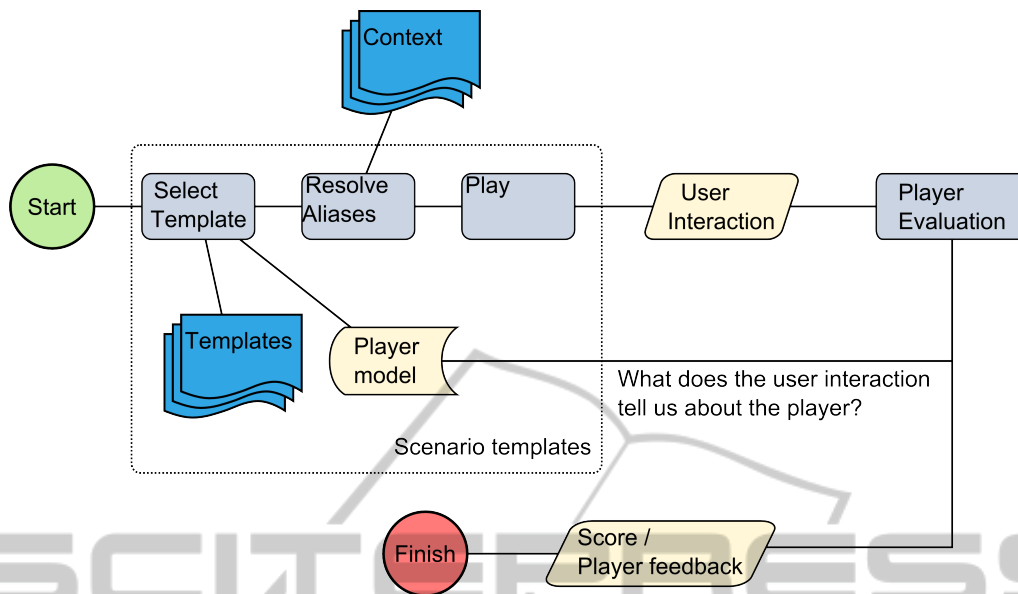 Context
Start
Select
Template
Resolve
Aliases
Play
User
Interaction
Player
Evaluation
Templates
Player
model
What does the user interaction
tell us about the player?
Scenario templates
Finish
Score /
Player feedback
SCITEPRESS